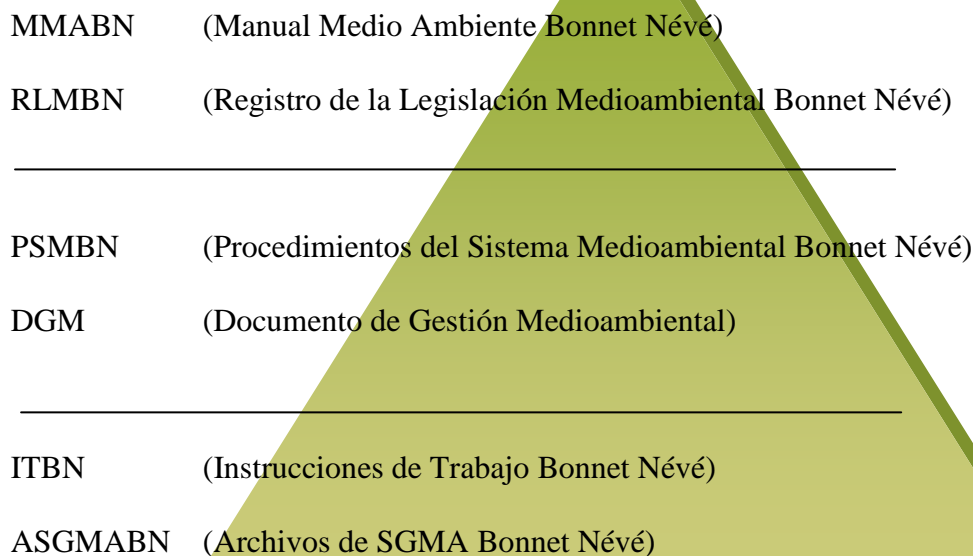 MMABN (Manual Medio Ambiente Bonnet Névé)
RLMBN (Registro de la Legislación Medioambiental Bonnet Névé)
PSMBN (Procedimientos del Sistema Medioambiental Bonnet Névé)
DGM (Documento de Gestión Medioambiental)
ITBN (Instrucciones de Trabajo Bonnet Névé)
ASGMABN (Archivos de SGMA Bonnet Névé)